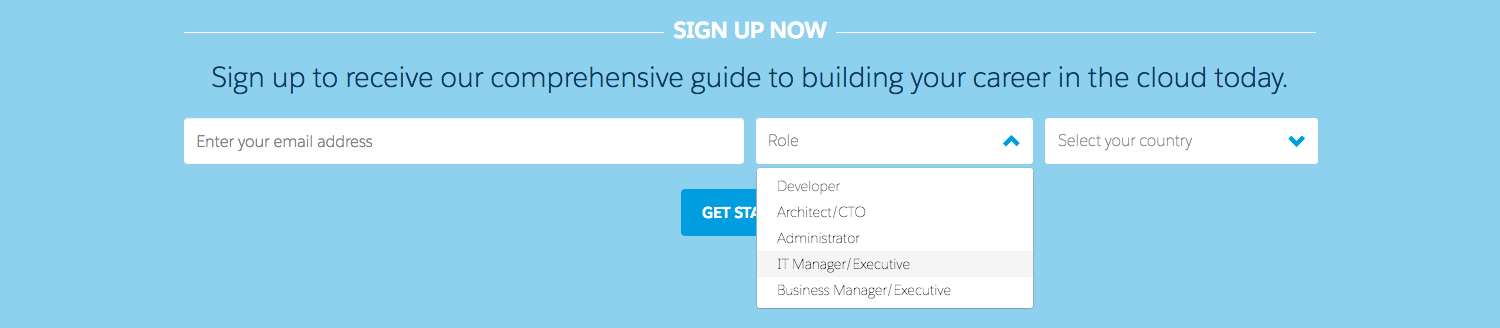 SIGN UP NOW
Sign up to receive our comprehensive guide to building your career in the cloud today.
Enter your email address
Role
Select your country
Developer
GET STA
Architect/CTO
Administrator
IT Manager/Executive
Business Manager/Executive